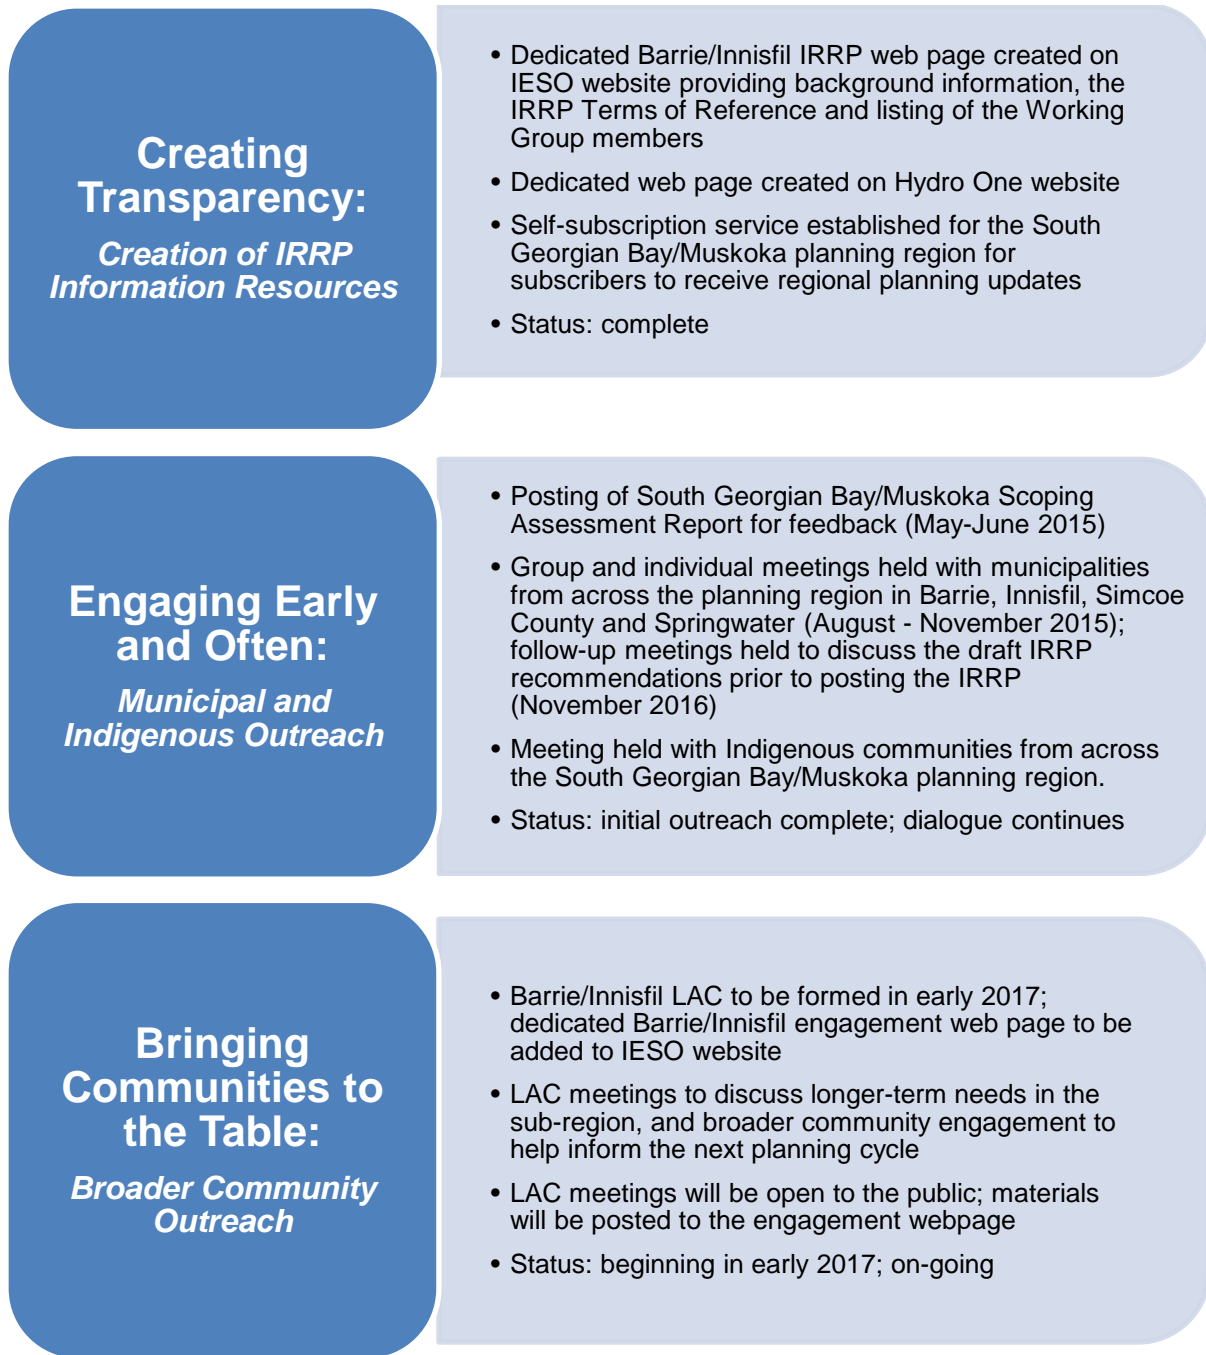 Creating
Transparency:
Creation of IRRP
Information Resources
• Dedicated Barrie/Innisfil IRRP web page created on
IESO website providing background information, the
IRRP Terms of Reference and listing of the Working
Group members
• Dedicated web page created on Hydro One website
• Self-subscription service established for the South
Georgian Bay/Muskoka planning region for
subscribers to receive regional planning updates
• Status: complete
Engaging Early
and Often:
Municipal and
Indigenous Outreach
• Posting of South Georgian Bay/Muskoka Scoping
Assessment Report for feedback (May-June 2015)
• Group and individual meetings held with municipalities
from across the planning region in Barrie, Innisfil, Simcoe
County and Springwater (August - November 2015);
follow-up meetings held to discuss the draft IRRP
recommendations prior to posting the IRRP
(November 2016)
• Meeting held with Indigenous communities from across
the South Georgian Bay/Muskoka planning region.
• Status: initial outreach complete; dialogue continues
Bringing
Communities to
the Table:
Broader Community
Outreach
• Barrie/Innisfil LAC to be formed in early 2017;
dedicated Barrie/Innisfil engagement web page to be
added to IESO website
• LAC meetings to discuss longer-term needs in the
sub-region, and broader community engagement to
help inform the next planning cycle
• LAC meetings will be open to the public; materials
will be posted to the engagement webpage
• Status: beginning in early 2017; on-going